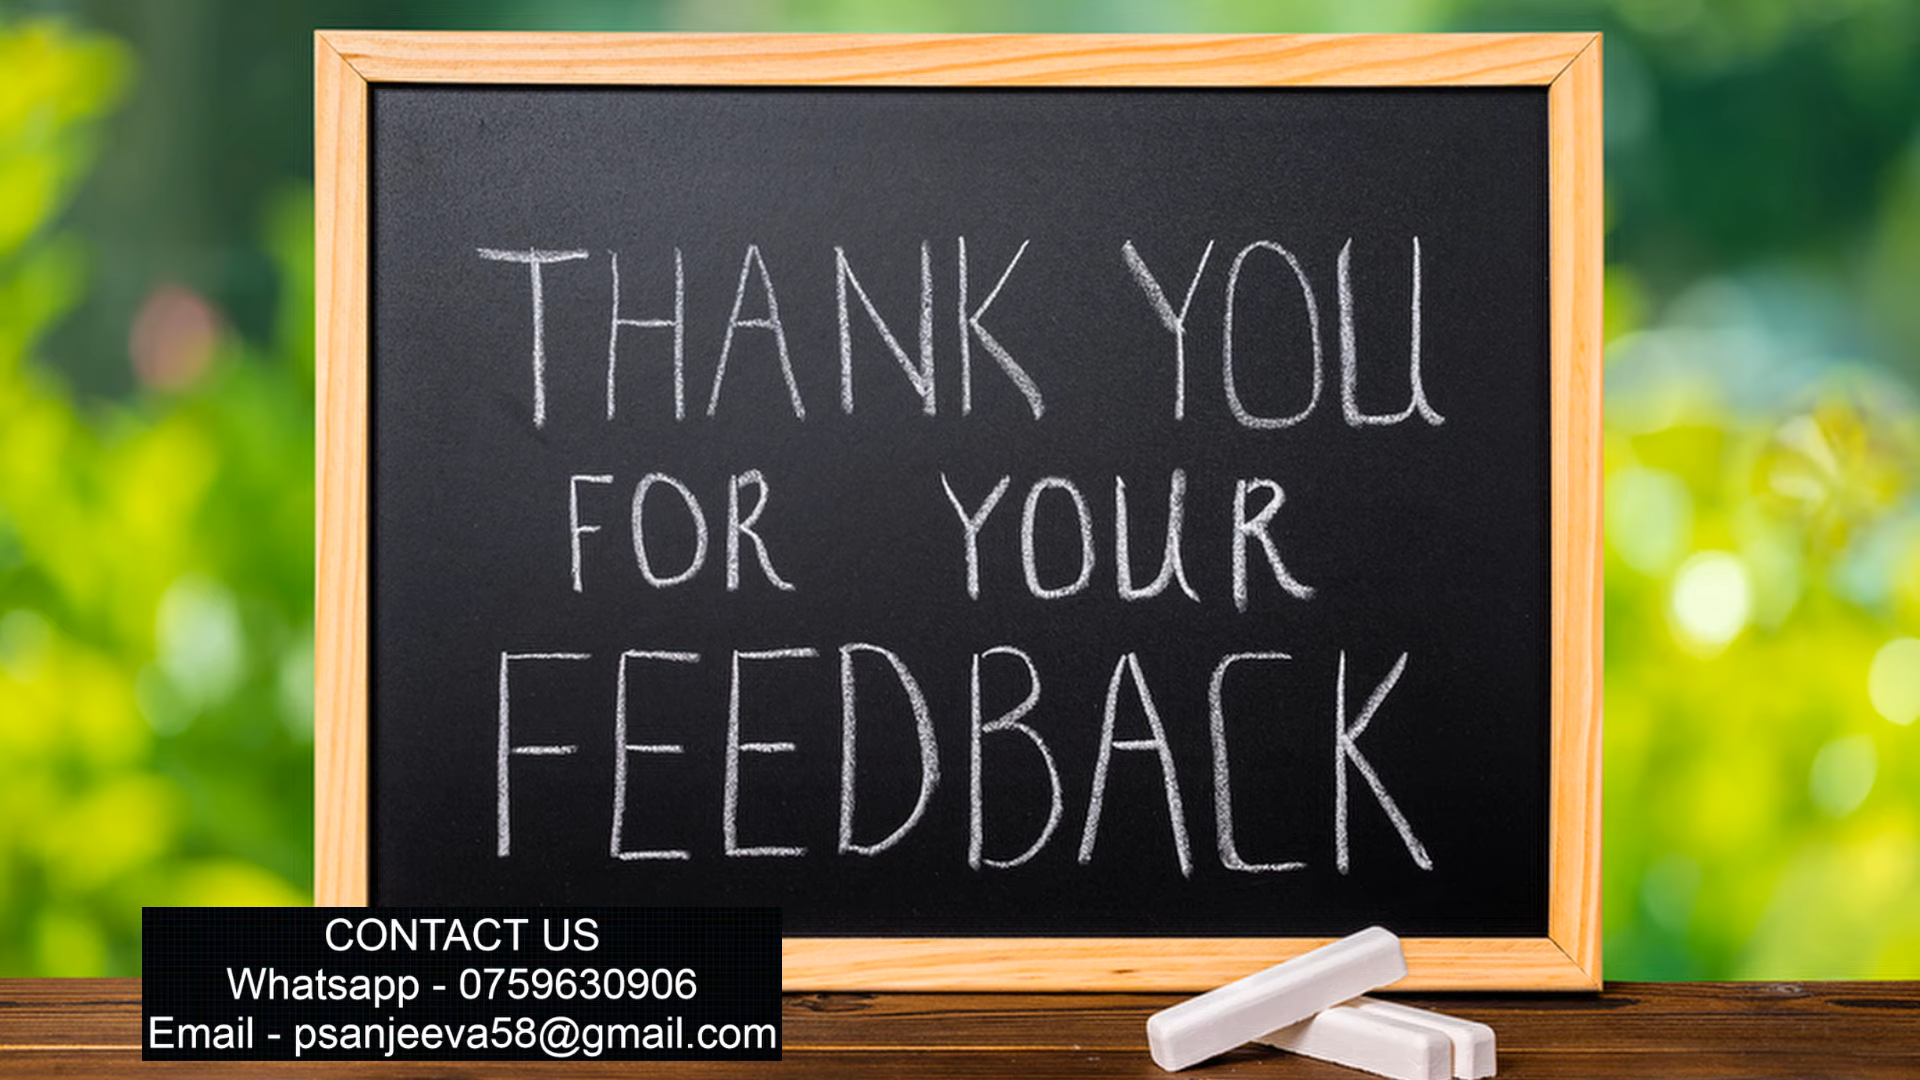 THANK YOU
FOR YOUR
FEEDBACK
CONTACT US
Whatsapp - 0759630906
Email - psanjeeva58@gmail.com